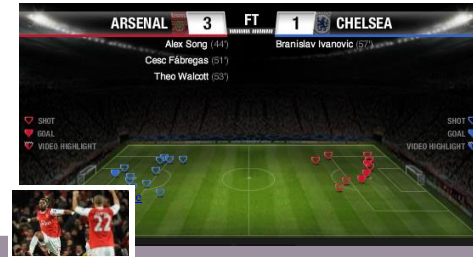 ARSENAL 3 FT 1 CHELSEA
Alex Song (44') Branislav Ivanovic (57')
Cesc Fábregas (51')
Theo Walcott (53')
SHOT SHOT
GOAL GOAL
VIDEO HIGHLIGHT VIDEO HIGHLIGHT
22